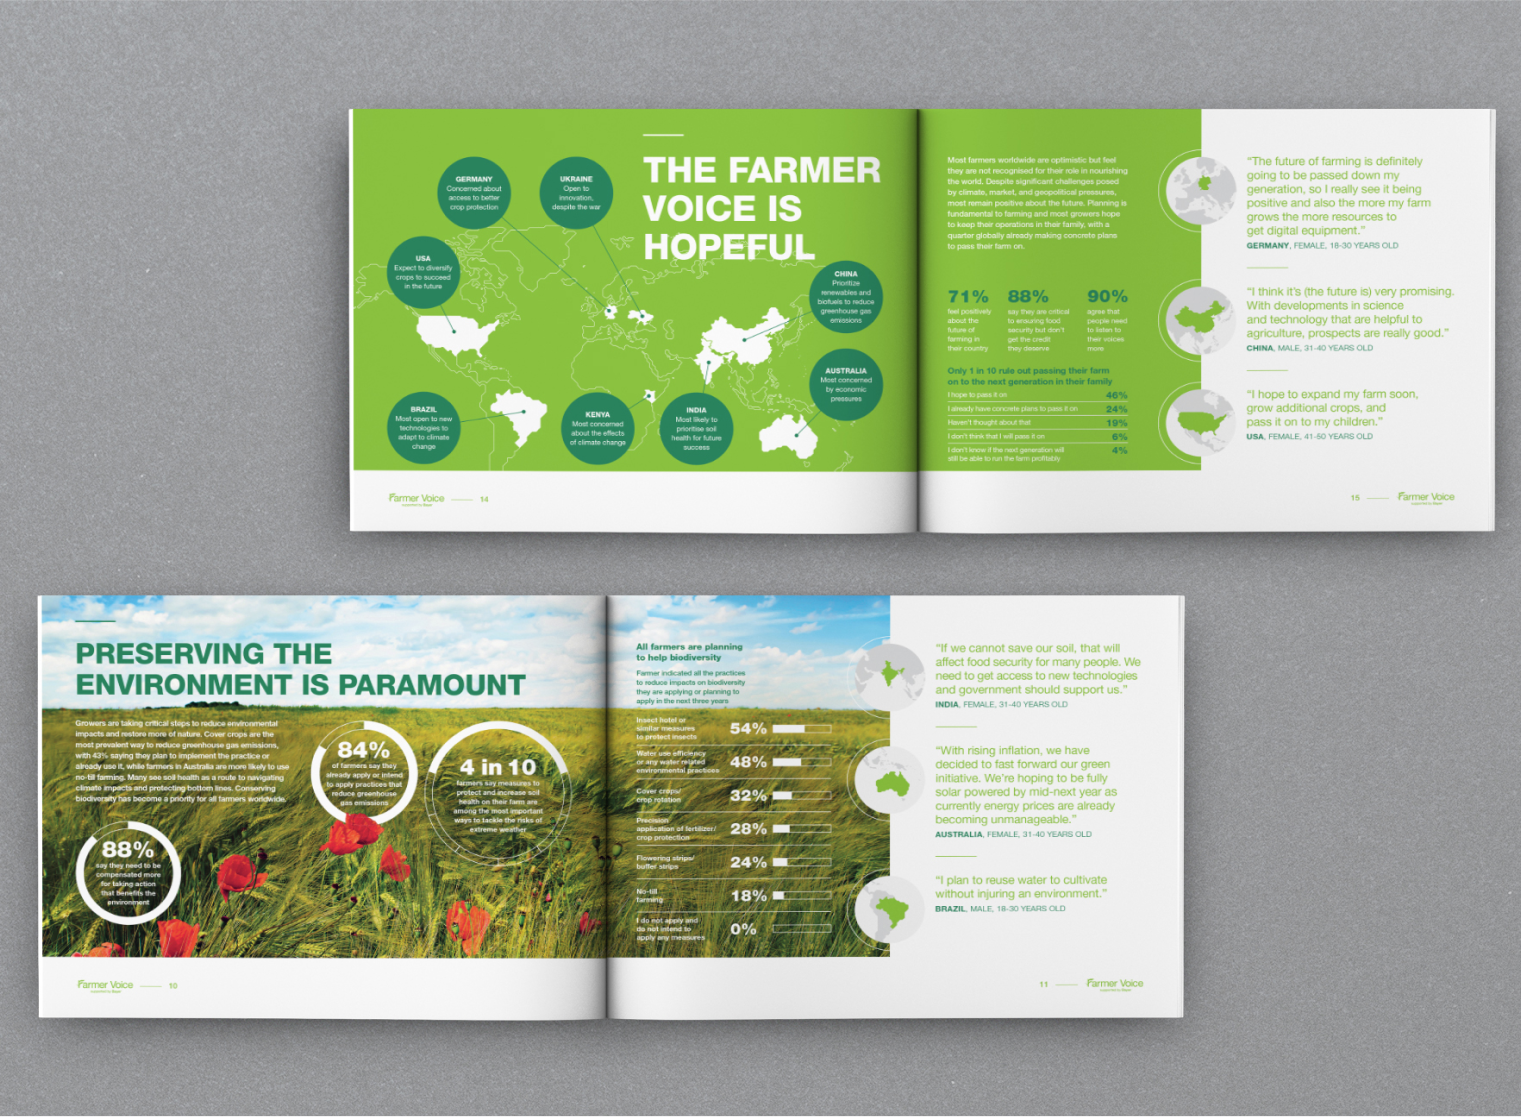 THE FARMER
VOICE IS
HOPEFUL
GERMANY
Concerned about
access to better
crop protection
UKRAINE
Open to
innovation,
despite the war
USA
Expect to diversify
crops to succeed
in the future
CHINA
Prioritize
renewables and
biofuels to reduce
greenhouse gas
emissions
AUSTRALIA
Most concerned
by economic
pressures
BRAZIL
Most open to new
technologies to
adapt to climate
change
KENYA
Most concerned
about the effects
of climate change
INDIA
Most likely to
prioritise soil
health for future
success
Farmer Voice
supported by Bayer
14
Most farmers worldwide are optimistic but feel
they are not recognised for their role in nourishing
the world. Despite significant challenges posed
by climate, market, and geopolitical pressures,
most remain positive about the future. Planning is
fundamental to farming and most growers hope
to keep their operations in their family, with a
quarter globally already making concrete plans
to pass their farm on.
71%
feel positively
about the
future of
farming in
their country
88%
say they are critical
to ensuring food
security but don't
get the credit
they deserve
90%
agree that
people need
to listen to
their voices
more
Only 1 in 10 rule out passing their farm
on to the next generation in their family
I hope to pass it on 46%
I already have concrete plans to pass it on 24%
Haven't thought about that 19%
I don't think that I will pass it on 6%
I don't know if the next generation will
still be able to run the farm profitably 4%
“The future of farming is definitely
going to be passed down my
generation, so I really see it being
positive and also the more my farm
grows the more resources to
get digital equipment.”
GERMANY, FEMALE, 18-30 YEARS OLD
“I think it's (the future is) very promising.
With developments in science
and technology that are helpful to
agriculture, prospects are really good.”
CHINA, MALE, 31-40 YEARS OLD
“I hope to expand my farm soon,
grow additional crops, and
pass it on to my children.”
USA, FEMALE, 41-50 YEARS OLD
15
Farmer Voice
supported by Bayer
PRESERVING THE
ENVIRONMENT IS PARAMOUNT
Growers are taking critical steps to reduce environmental
impacts and restore more of nature. Cover crops are the
most prevalent way to reduce greenhouse gas emissions,
with 43% saying they plan to implement the practice or
already use it, while farmers in Australia are more likely to use
no-till farming. Many see soil health as a route to navigating
climate impacts and protecting bottom lines. Conserving
biodiversity has become a priority for all farmers worldwide.
84%
of farmers say they
already apply or intend
to apply practices that
reduce greenhouse
gas emissions
4 in 10
farmers say measures to
protect and increase soil
health on their farm are
among the most important
ways to tackle the risks of
extreme weather
88%
say they need to be
compensated more
for taking action
that benefits the
environment
Farmer Voice
supported by Bayer
10
All farmers are planning
to help biodiversity
Farmer indicated all the practices
to reduce impacts on biodiversity
they are applying or planning to
apply in the next three years
Insect hotel or
similar measures
to protect insects
54%
Water use efficiency
or any water related
environmental practices
48%
Cover crops/
crop rotation
32%
Precision
application of fertilizer/
crop protection
28%
Flowering strips/
buffer strips
24%
No-till
farming
18%
I do not apply and
do not intend to
apply any measures
0%
“If we cannot save our soil, that will
affect food security for many people. We
need to get access to new technologies
and government should support us.”
INDIA, FEMALE, 31-40 YEARS OLD
“With rising inflation, we have
decided to fast forward our green
initiative. We're hoping to be fully
solar powered by mid-next year as
currently energy prices are already
becoming unmanageable.”
AUSTRALIA, FEMALE, 31-40 YEARS OLD
“I plan to reuse water to cultivate
without injuring an environment.”
BRAZIL, MALE, 18-30 YEARS OLD
11
Farmer Voice
supported by Bayer